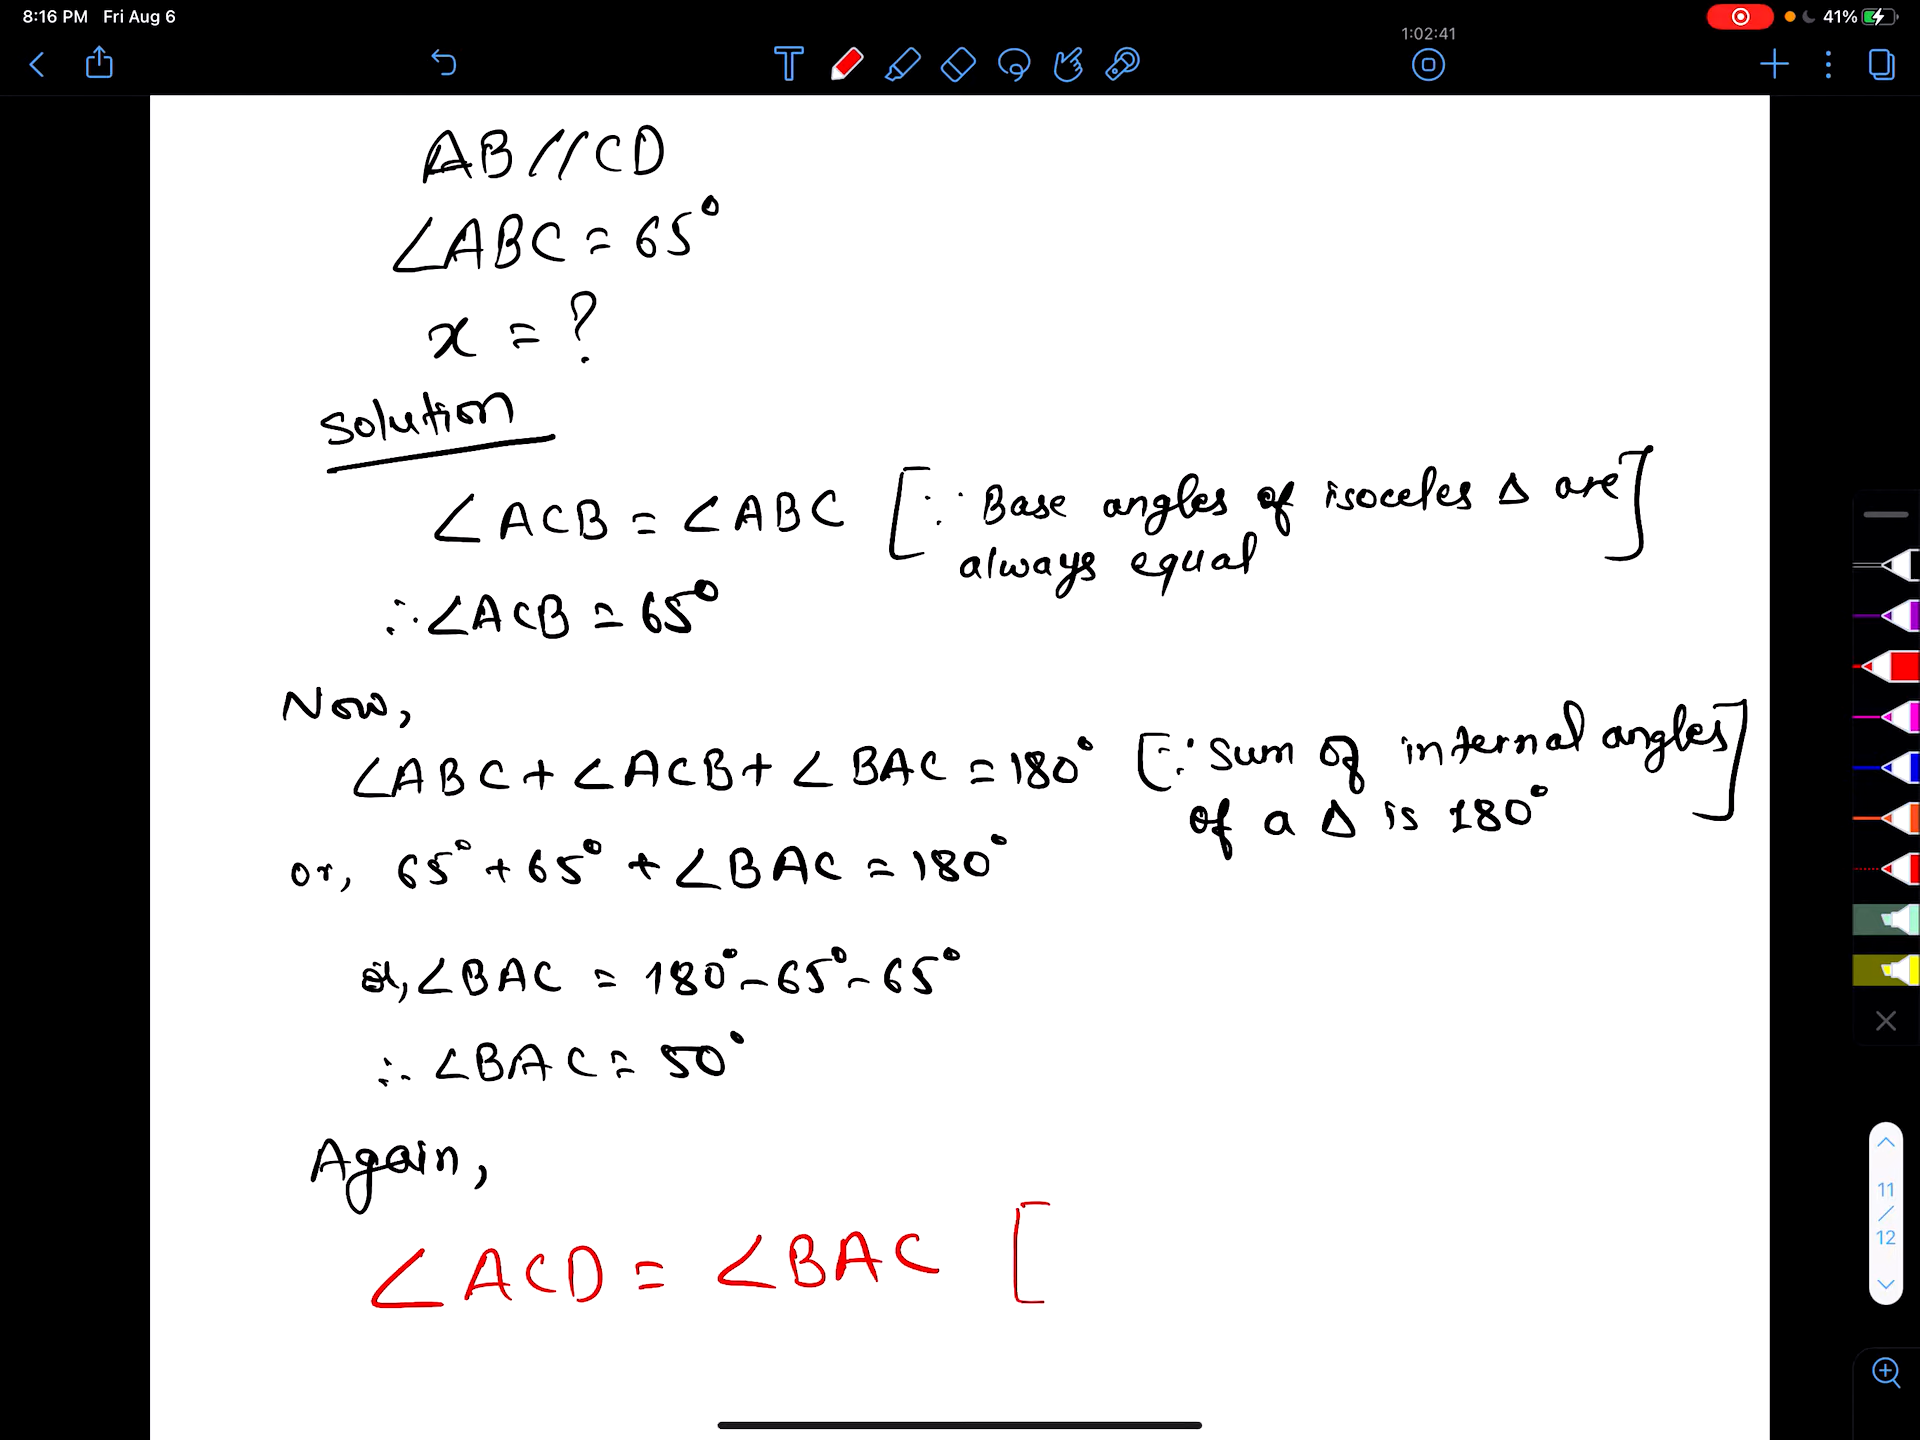 8:16 PM Fri Aug 6
41%
1:02:41
T
AB//CD
∠ABC = 65°
x = ?
Solution
∠ACB = ∠ABC [∵ Base angles of isoceles Δ are
always equal]
∴ ∠ACB = 65°
Now,
∠ABC + ∠ACB + ∠BAC = 180° [∵ Sum of internal angles
of a Δ is 180°]
or, 65° + 65° + ∠BAC = 180°
or, ∠BAC = 180° - 65° - 65°
∴ ∠BAC = 50°
Again,
∠ACD = ∠BAC [
11
/
12